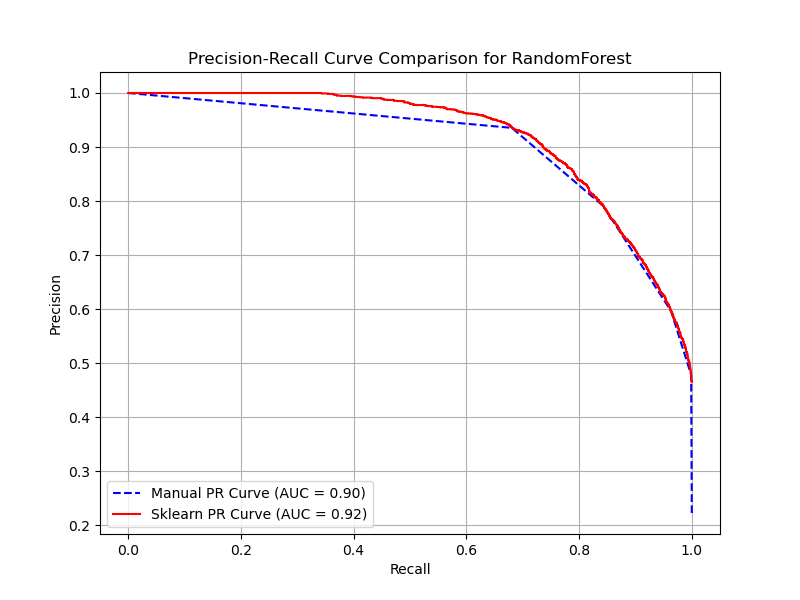 Precision-Recall Curve Comparison for RandomForest
1.0
0.9
0.8
0.7
0.6
0.5
0.4
0.3
0.2
Precision
Manual PR Curve (AUC = 0.90)
Sklearn PR Curve (AUC = 0.92)
0.0 0.2 0.4 0.6 0.8 1.0
Recall